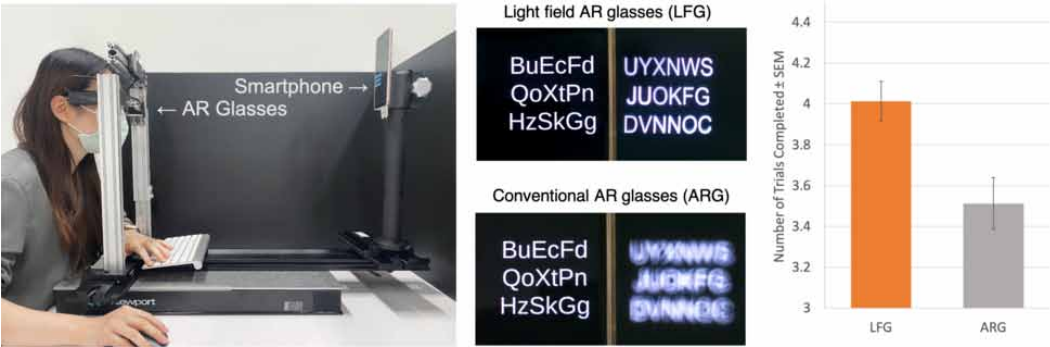 Smartphone →
← AR Glasses
Newport
Light field AR glasses (LFG)
BuEcFd UYXNWS
QoXtPn JUOKFG
HzSkGg DVNNOC
Conventional AR glasses (ARG)
BuEcFd
QoXtPn
HzSkGg
Number of Trials Completed ± SEM
4.4
4.2
4
3.8
3.6
3.4
3.2
3
LFG ARG